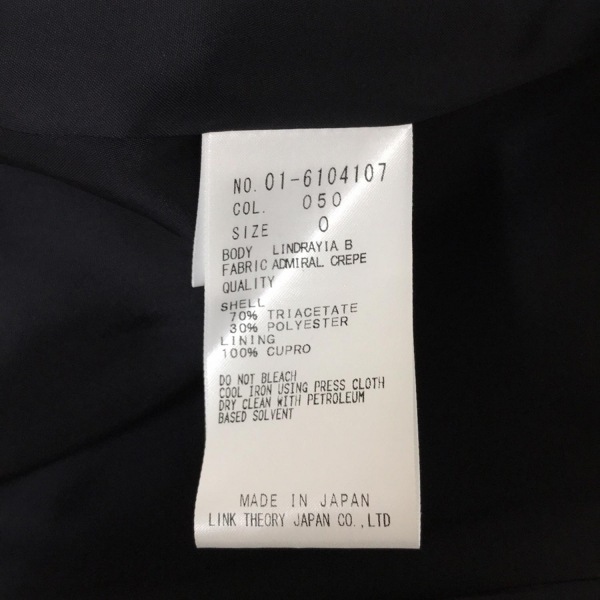 NO. 01-6104107
COL. 050
SIZE 0
BODY LINDRAYIA B
FABRIC ADMIRAL CREPE
QUALITY
SHELL
70% TRIACETATE
30% POLYESTER
LINING
100% CUPRO
DO NOT BLEACH
COOL IRON USING PRESS CLOTH
DRY CLEAN WITH PETROLEUM
BASED SOLVENT
MADE IN JAPAN
LINK THEORY JAPAN CO.,LTD